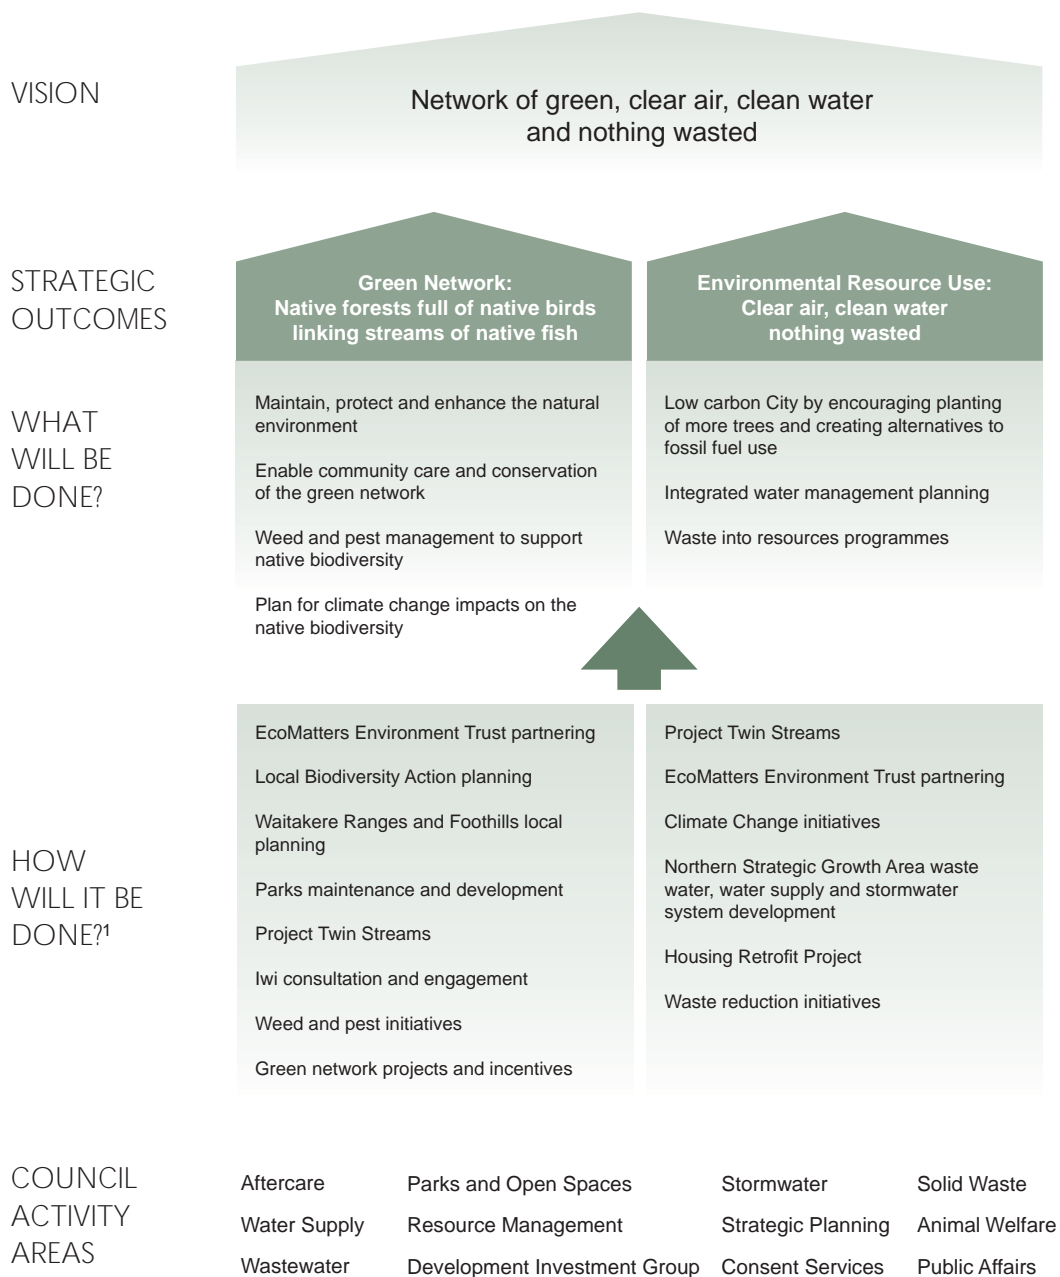 VISION
Network of green, clear air, clean water
and nothing wasted
STRATEGIC
OUTCOMES
Green Network:
Native forests full of native birds
linking streams of native fish
Environmental Resource Use:
Clear air, clean water
nothing wasted
WHAT
WILL BE
DONE?
Maintain, protect and enhance the natural
environment
Enable community care and conservation
of the green network
Weed and pest management to support
native biodiversity
Plan for climate change impacts on the
native biodiversity
Low carbon City by encouraging planting
of more trees and creating alternatives to
fossil fuel use
Integrated water management planning
Waste into resources programmes
HOW
WILL IT BE
DONE?¹
EcoMatters Environment Trust partnering
Local Biodiversity Action planning
Waitakere Ranges and Foothills local
planning
Parks maintenance and development
Project Twin Streams
Iwi consultation and engagement
Weed and pest initiatives
Green network projects and incentives
Project Twin Streams
EcoMatters Environment Trust partnering
Climate Change initiatives
Northern Strategic Growth Area waste
water, water supply and stormwater
system development
Housing Retrofit Project
Waste reduction initiatives
COUNCIL
ACTIVITY
AREAS
Aftercare Parks and Open Spaces Stormwater Solid Waste
Water Supply Resource Management Strategic Planning Animal Welfare
Wastewater Development Investment Group Consent Services Public Affairs